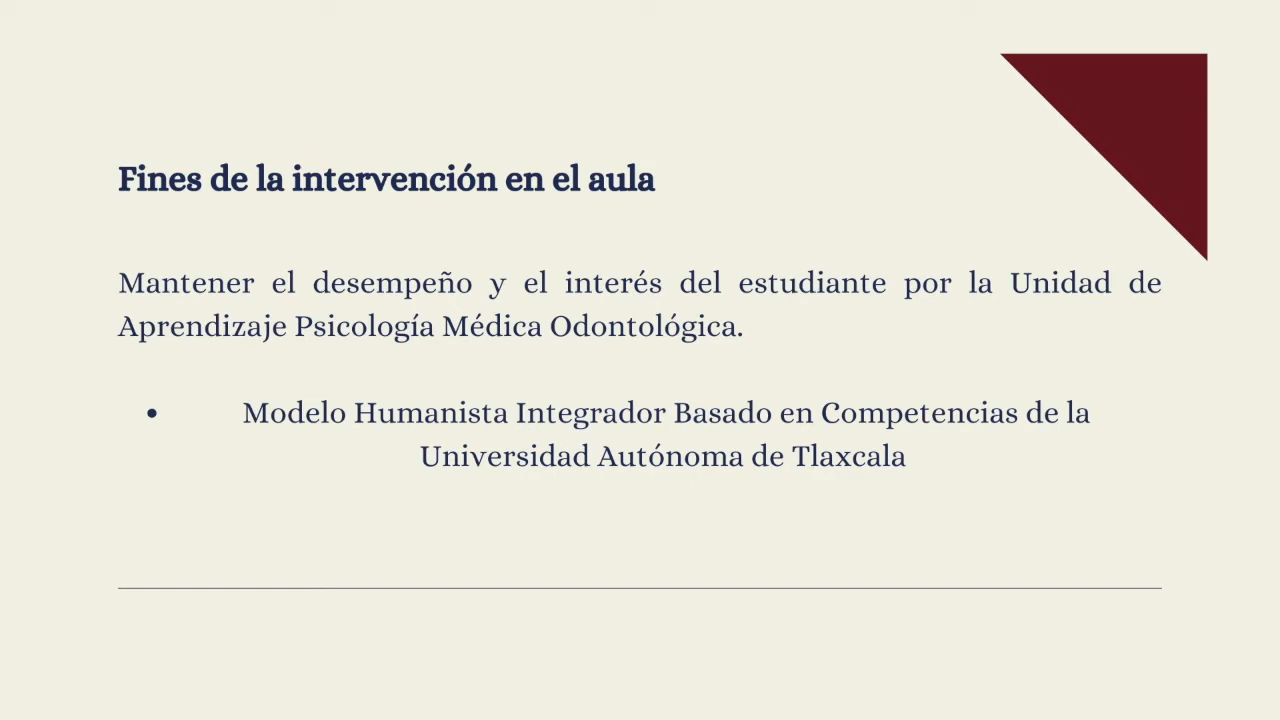 Fines de la intervención en el aula
Mantener el desempeño y el interés del estudiante por la Unidad de
Aprendizaje Psicología Médica Odontológica.
• Modelo Humanista Integrador Basado en Competencias de la
Universidad Autónoma de Tlaxcala